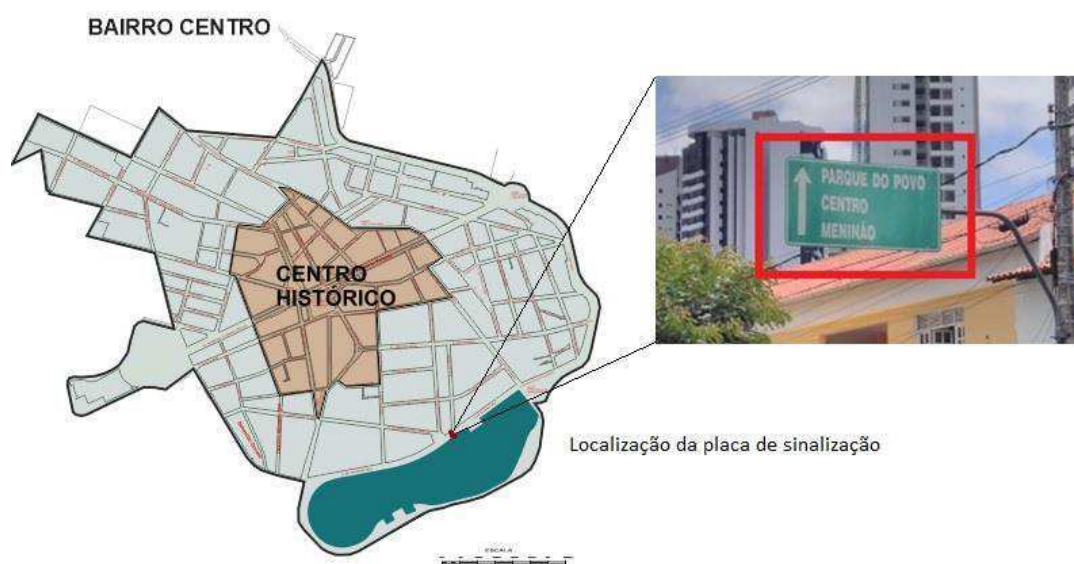 BAIRRO CENTRO
PARQUE DO POVO
CENTRO
MENINÃO
CENTRO
HISTÓRICO
Localização da placa de sinalização
ESCALA